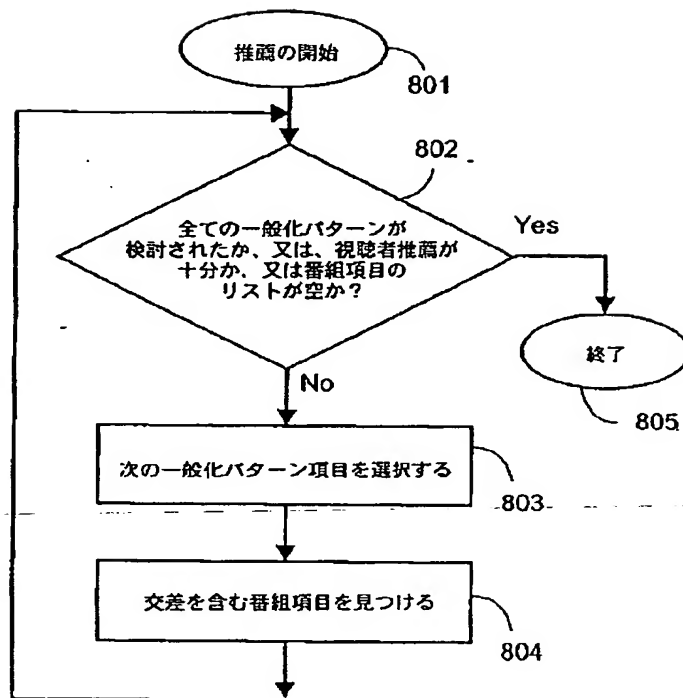 推薦の開始
801
802
全ての一般化パターンが
検討されたか、又は、視聴者推薦が
十分か、又は番組項目の
リストが空か?
Yes
終了
805
No
次の一般化パターン項目を選択する
803
交差を含む番組項目を見つける
804